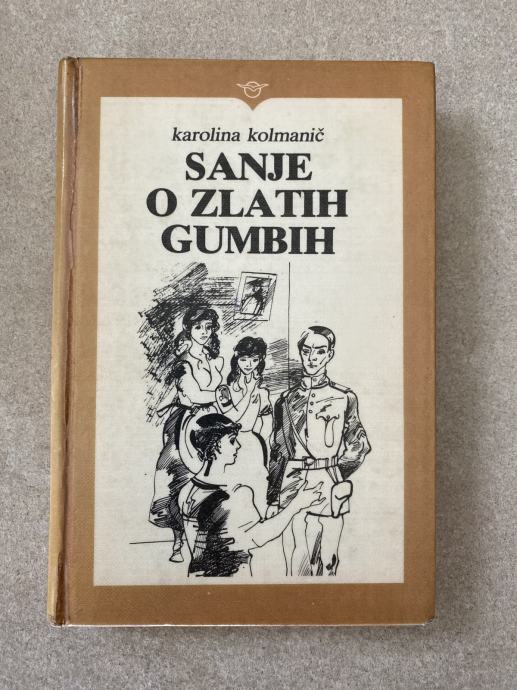 karolina kolmanič
SANJE
O ZLATIH
GUMBIH